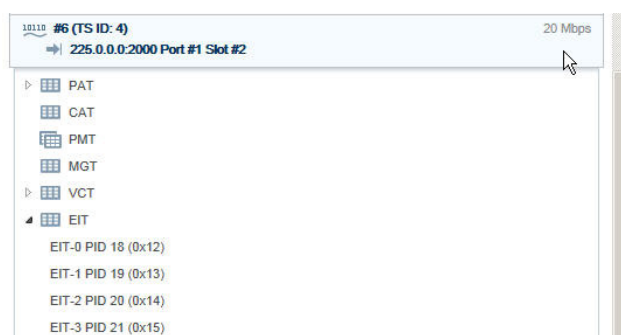 10110 #6 (TS ID: 4) 20 Mbps
225.0.0.0:2000 Port #1 Slot #2
PAT
CAT
PMT
MGT
VCT
EIT
EIT-0 PID 18 (0x12)
EIT-1 PID 19 (0x13)
EIT-2 PID 20 (0x14)
EIT-3 PID 21 (0x15)